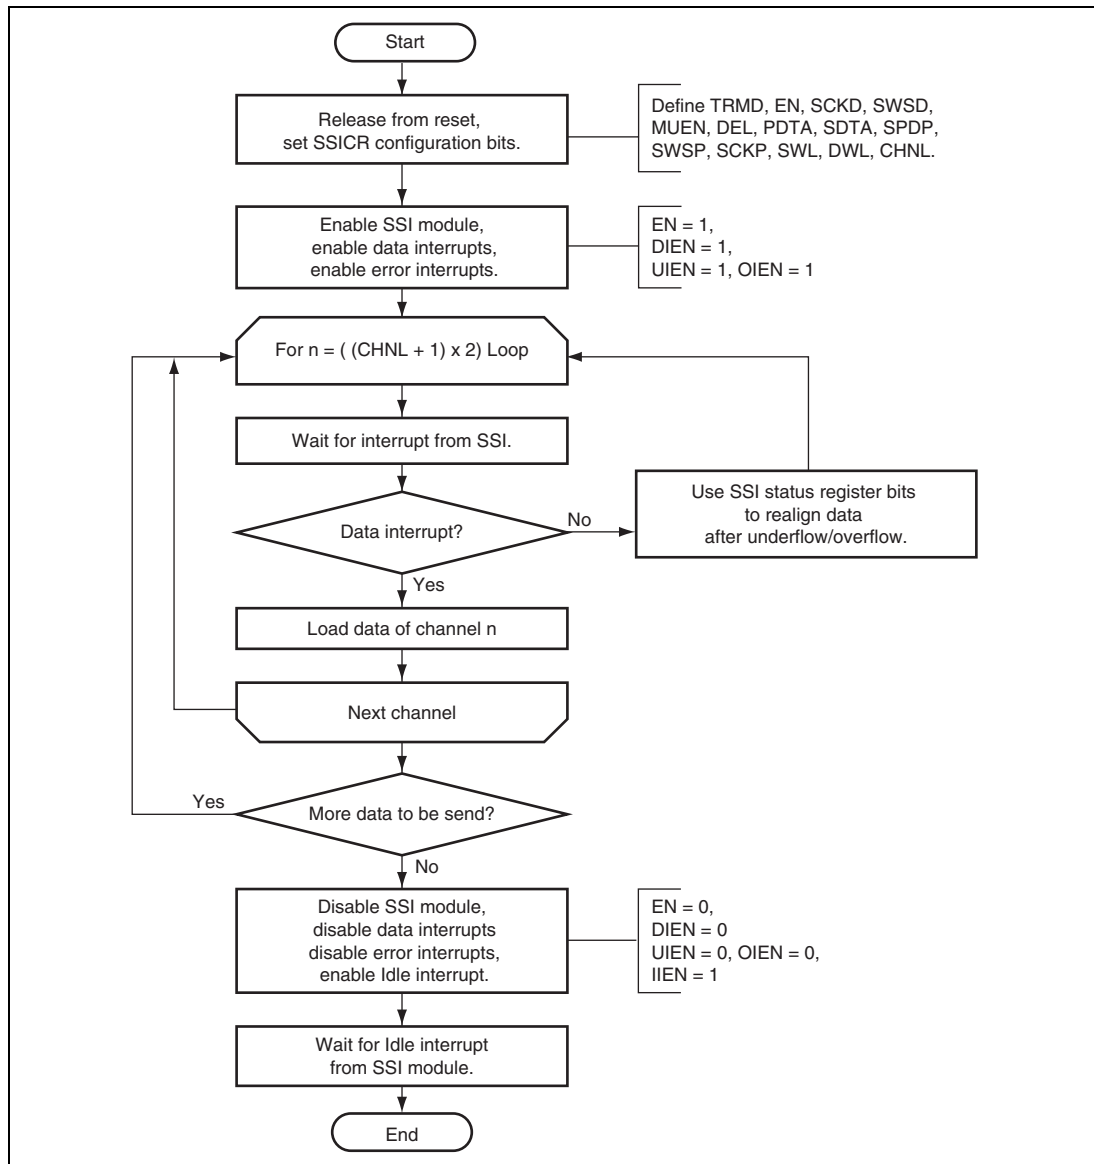 Start
Release from reset,
set SSICR configuration bits.
Define TRMD, EN, SCKD, SWSD,
MUEN, DEL, PDTA, SDTA, SPDP,
SWSP, SCKP, SWL, DWL, CHNL.
Enable SSI module,
enable data interrupts,
enable error interrupts.
EN = 1,
DIEN = 1,
UIEN = 1, OIEN = 1
For n = ( (CHNL + 1) x 2) Loop
Wait for interrupt from SSI.
Data interrupt?
No
Use SSI status register bits
to realign data
after underflow/overflow.
Yes
Load data of channel n
Next channel
More data to be send?
Yes
No
Disable SSI module,
disable data interrupts
disable error interrupts,
enable Idle interrupt.
EN = 0,
DIEN = 0
UIEN = 0, OIEN = 0,
IIEN = 1
Wait for Idle interrupt
from SSI module.
End